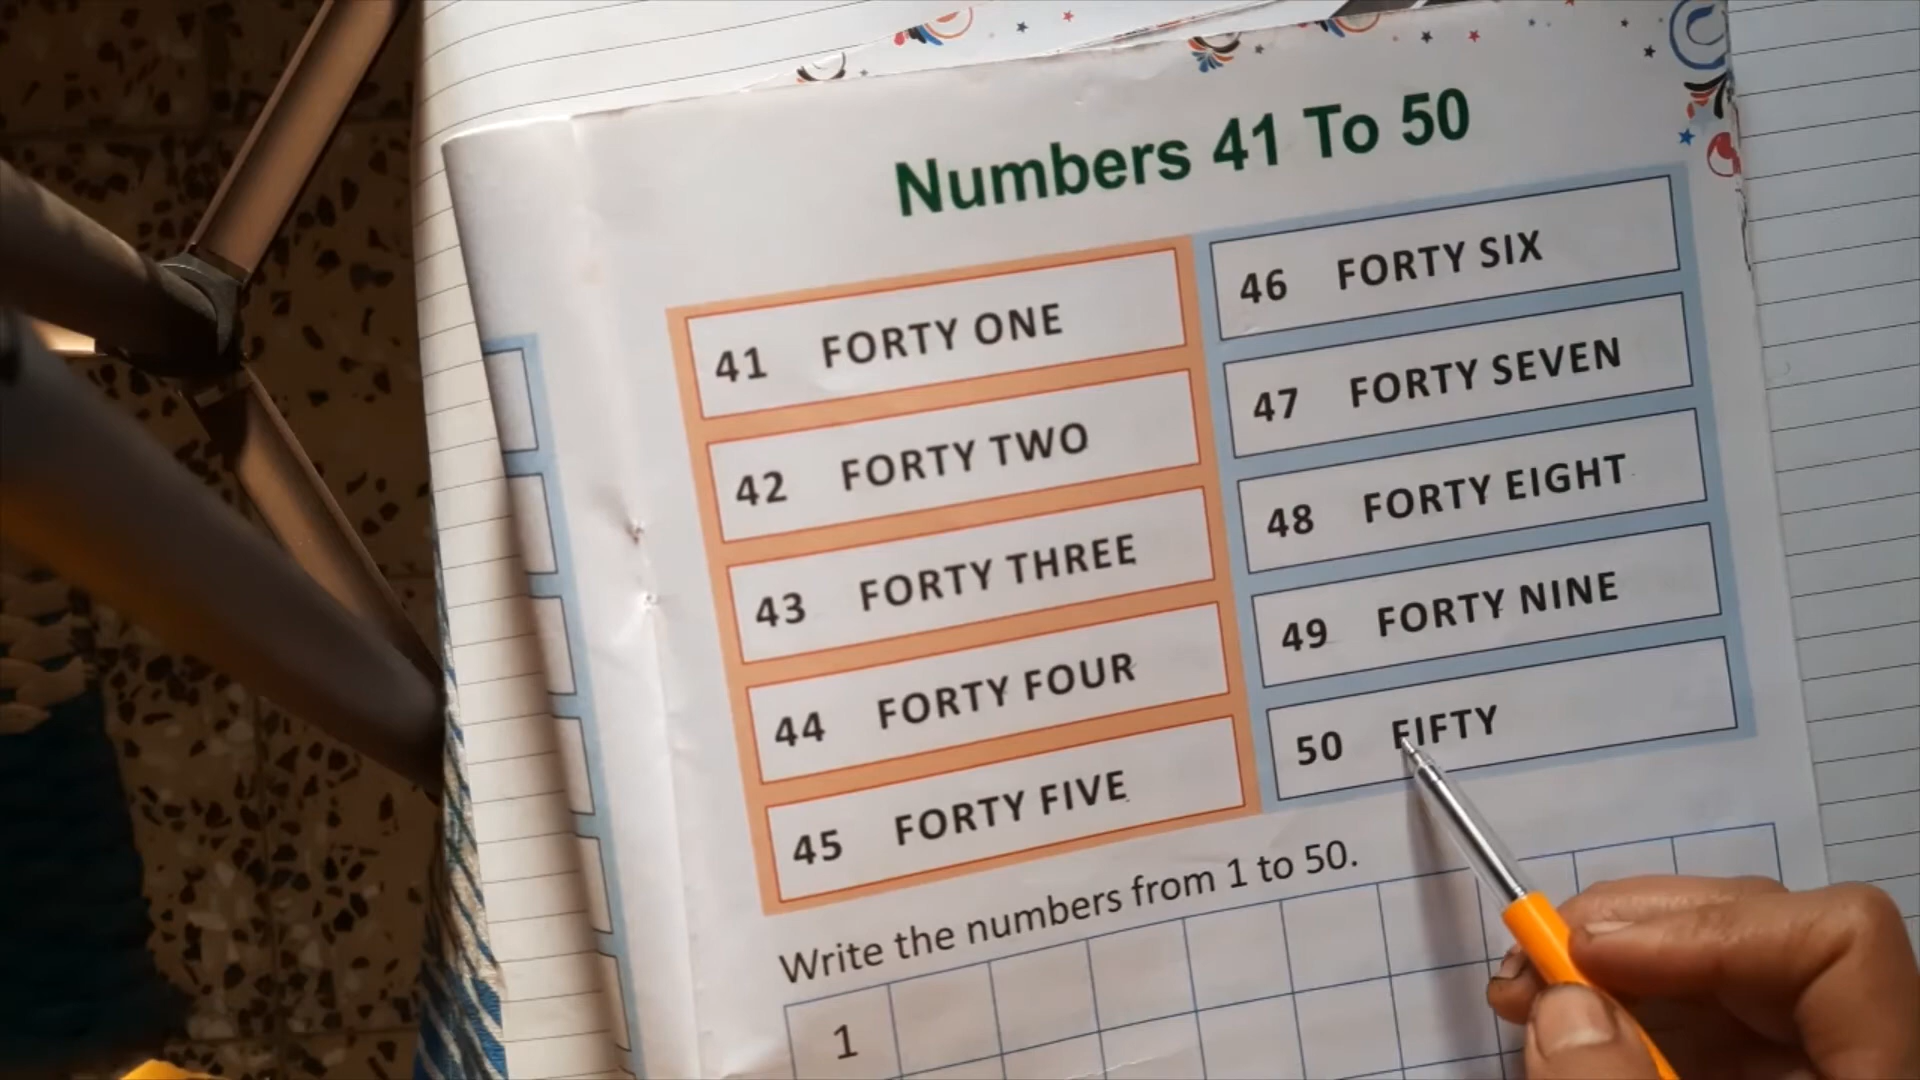 Numbers 41 To 50
41 FORTY ONE
42 FORTY TWO
43 FORTY THREE
44 FORTY FOUR
45 FORTY FIVE
46 FORTY SIX
47 FORTY SEVEN
48 FORTY EIGHT
49 FORTY NINE
50 FIFTY
Write the numbers from 1 to 50.
1